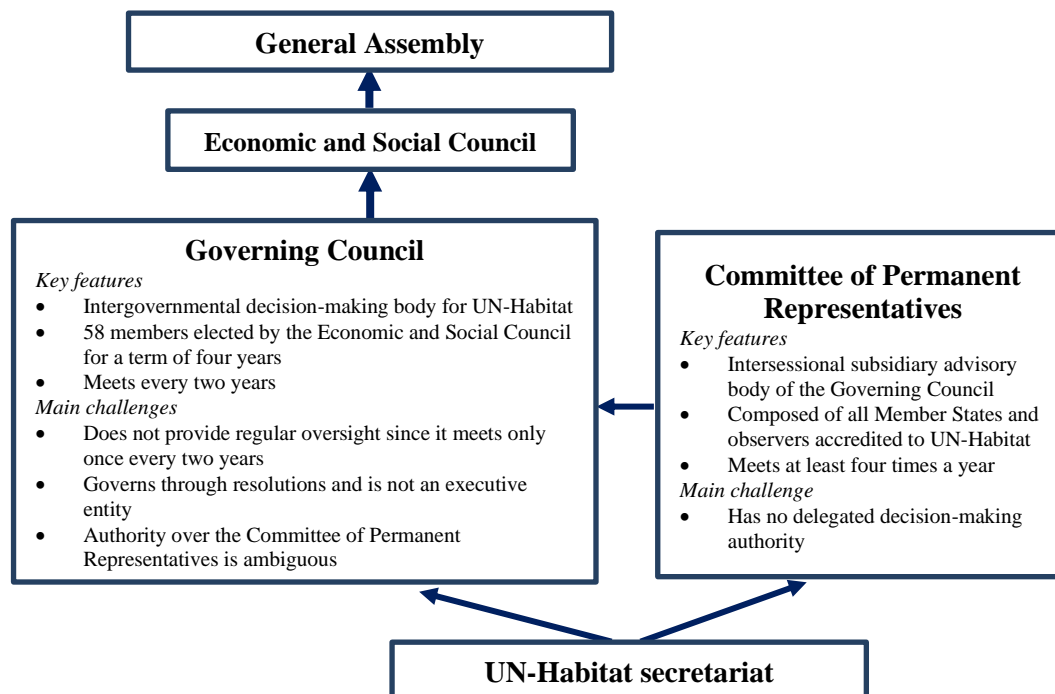 General Assembly
Economic and Social Council
Governing Council
Key features
• Intergovernmental decision-making body for UN-Habitat
• 58 members elected by the Economic and Social Council
for a term of four years
• Meets every two years
Main challenges
• Does not provide regular oversight since it meets only
once every two years
• Governs through resolutions and is not an executive
entity
• Authority over the Committee of Permanent
Representatives is ambiguous
Committee of Permanent
Representatives
Key features
• Intersessional subsidiary advisory
body of the Governing Council
• Composed of all Member States and
observers accredited to UN-Habitat
• Meets at least four times a year
Main challenge
• Has no delegated decision-making
authority
UN-Habitat secretariat